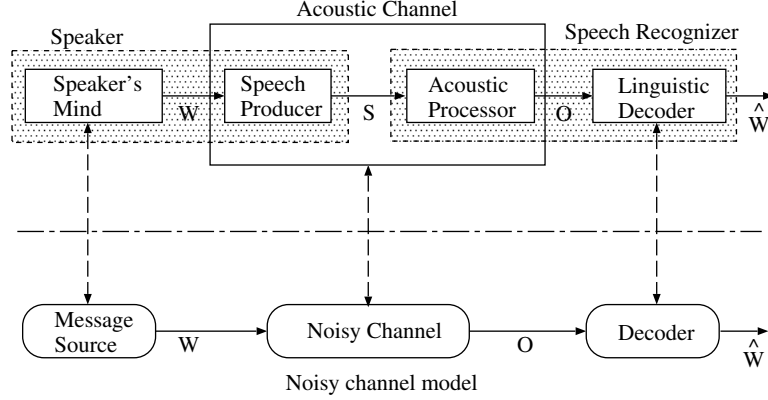 Acoustic Channel
Speaker
Speech Recognizer
Speaker's
Mind
W
Speech
Producer
S
Acoustic
Processor
O
Linguistic
Decoder
Ŵ
Message
Source
W
Noisy Channel
O
Decoder
Ŵ
Noisy channel model